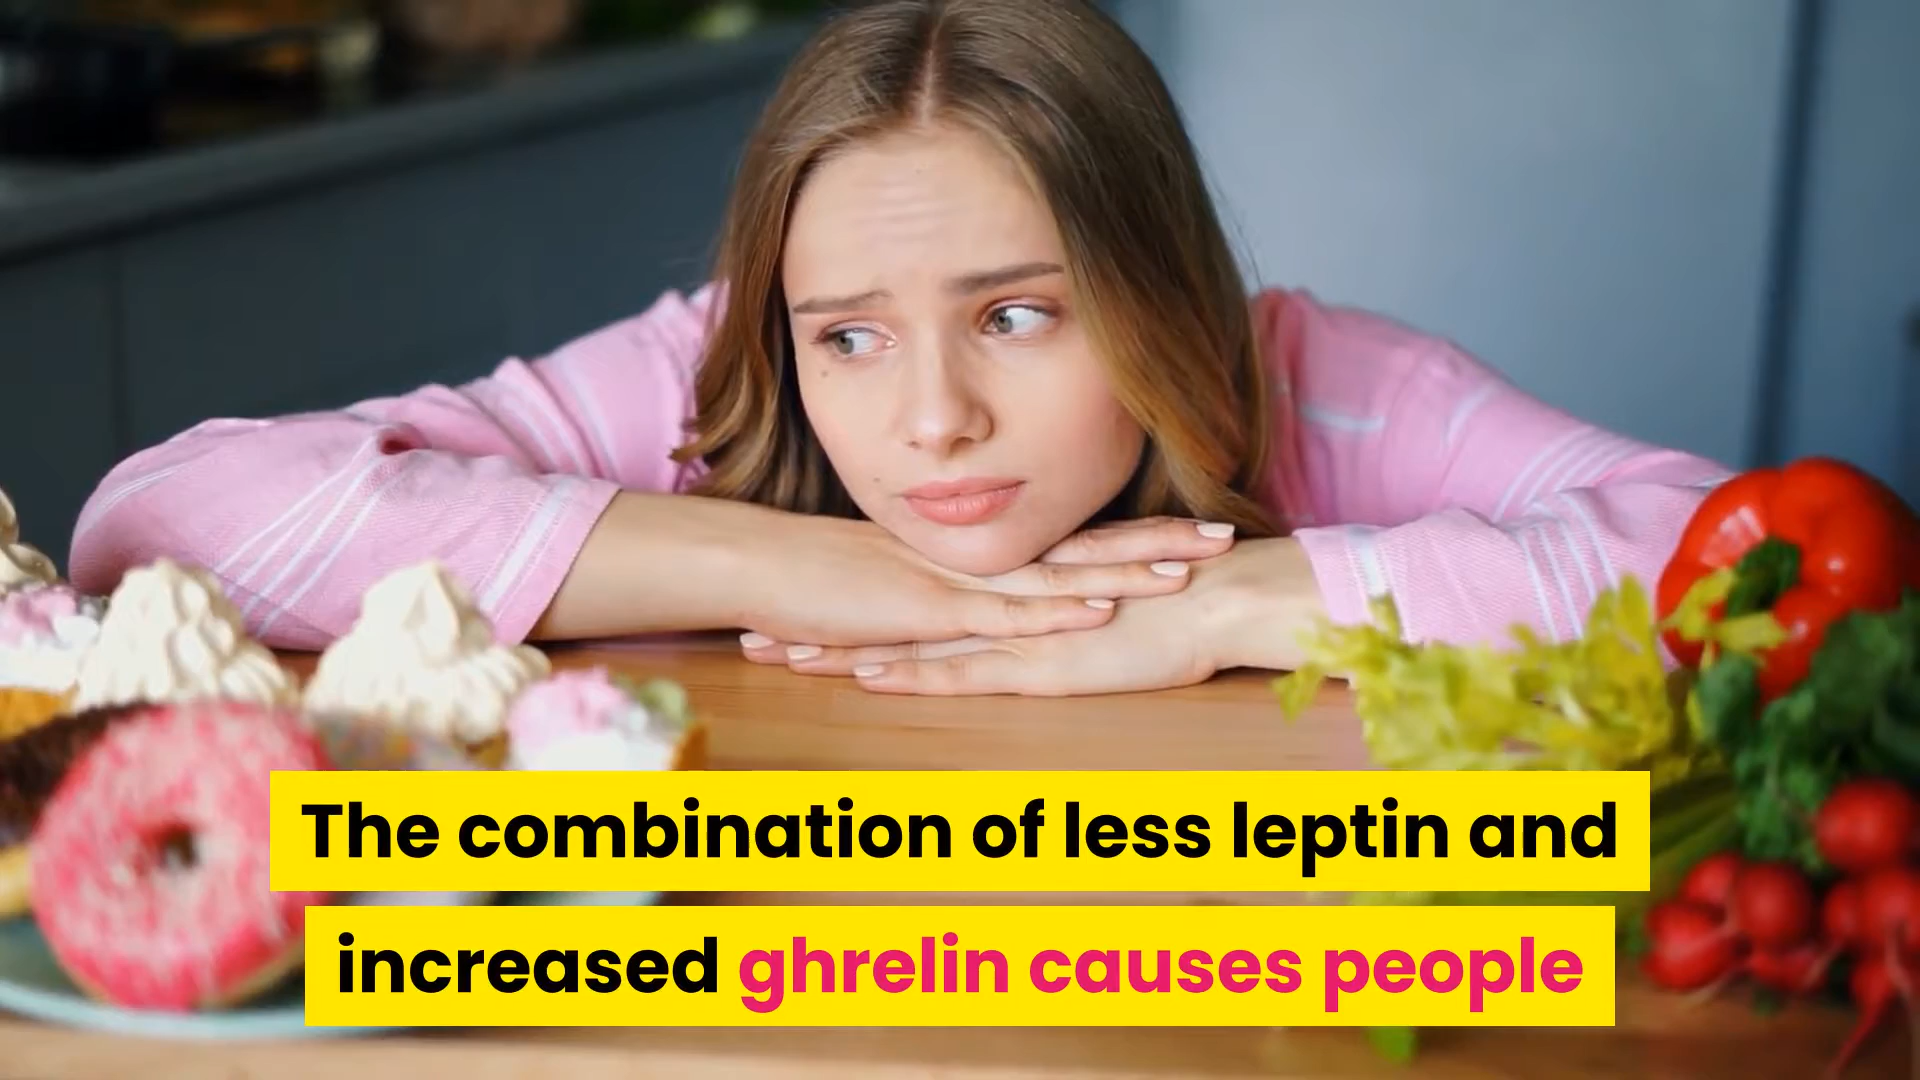 The combination of less leptin and
increased ghrelin causes people